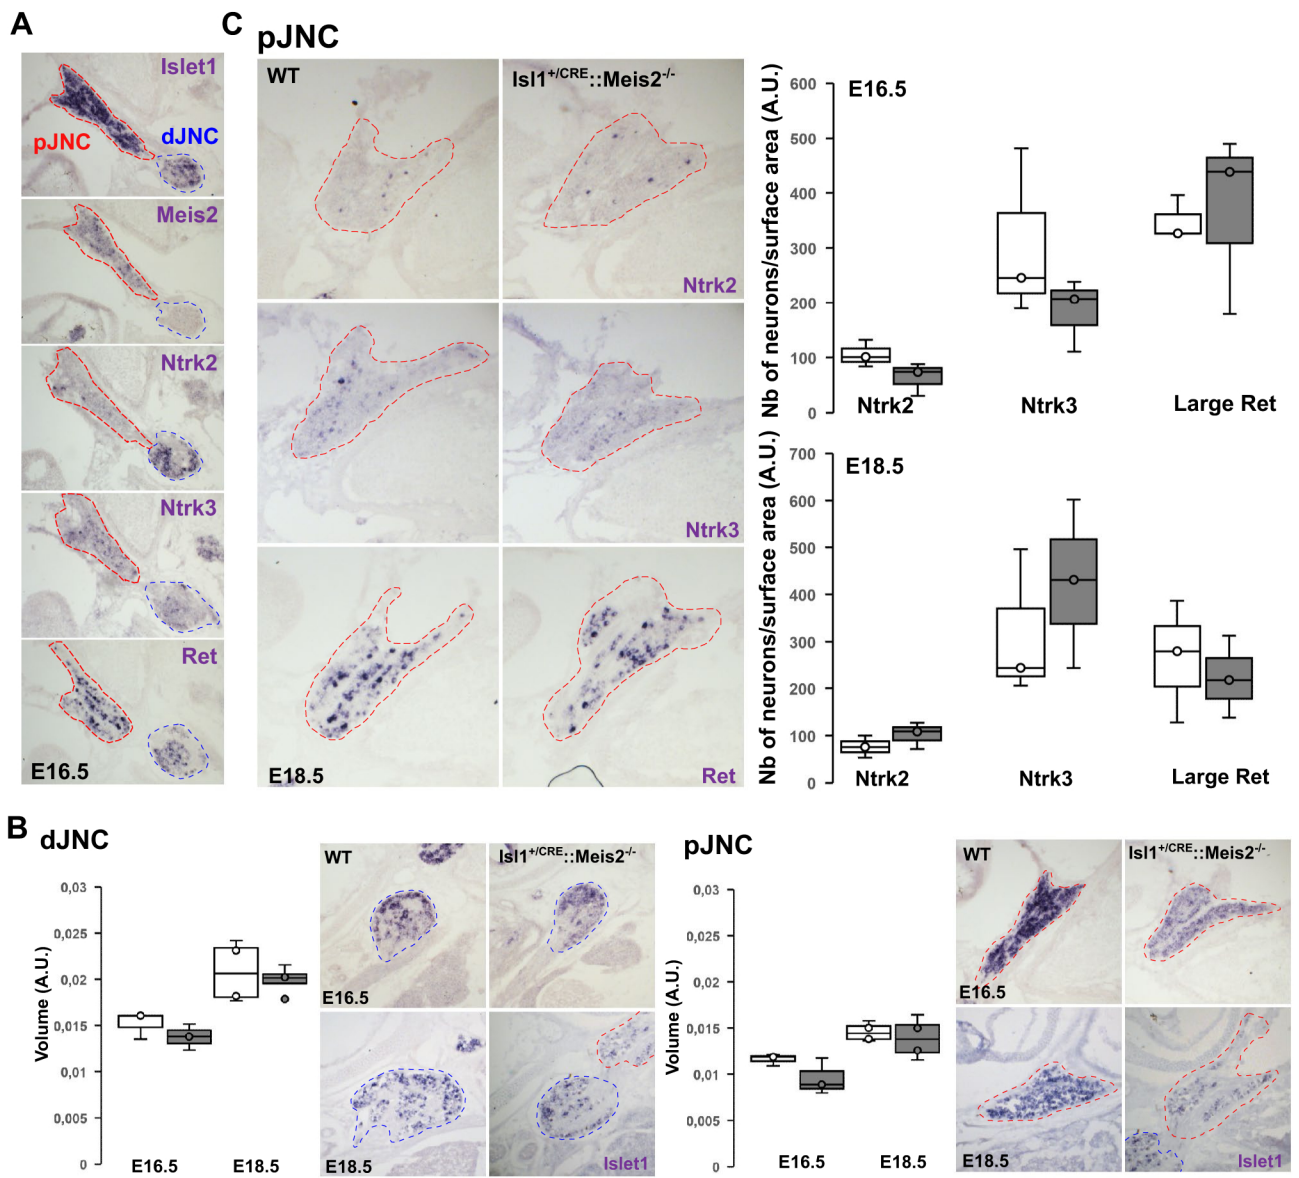 A
Islet1
pJNC
dJNC
Meis2
Ntrk2
Ntrk3
Ret
E16.5
C
pJNC
WT
Isl1+/CRE::Meis2-/-
Ntrk2
Ntrk3
E18.5
Ret
Nb of neurons/surface area (A.U.)
E16.5
600
500
400
300
200
100
0
Ntrk2
Ntrk3
Large Ret
Nb of neurons/surface area (A.U.)
E18.5
700
600
500
400
300
200
100
0
Ntrk2
Ntrk3
Large Ret
B
dJNC
Volume (A.U.)
0,03
0,025
0,02
0,015
0,01
0,005
0
E16.5
E18.5
WT
Isl1+/CRE::Meis2-/-
E16.5
E18.5
Islet1
pJNC
Volume (A.U.)
0,03
0,025
0,02
0,015
0,01
0,005
0
E16.5
E18.5
WT
Isl1+/CRE::Meis2-/-
E16.5
E18.5
Islet1